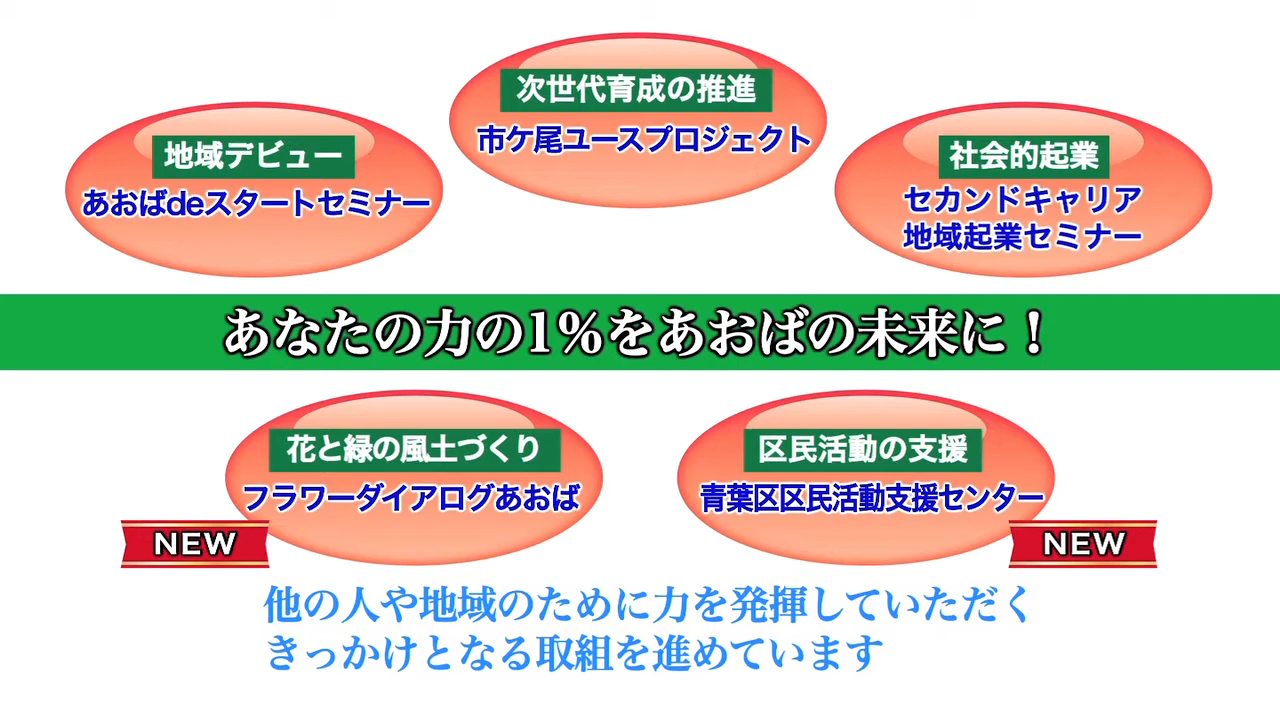 次世代育成の推進
市ケ尾ユースプロジェクト
地域デビュー
あおばdeスタートセミナー
社会的起業
セカンドキャリア
地域起業セミナー
あなたの力の1%をあおばの未来に！
花と緑の風土づくり
フラワーダイアログあおば
NEW
区民活動の支援
青葉区区民活動支援センター
NEW
他の人や地域のために力を発揮していただく
きっかけとなる取組を進めています